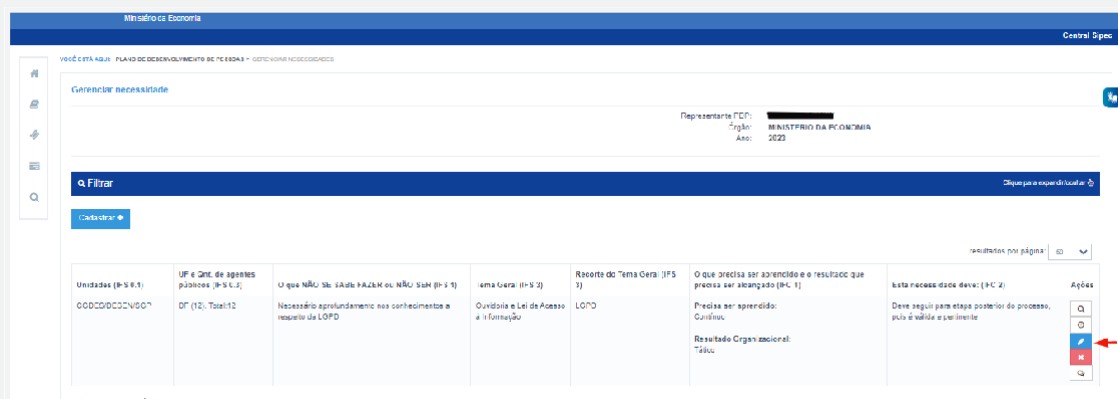 Ministério da Economia
Central Sipec
VOCÊ ESTÁ AQUI: PLANO DE DESENVOLVIMENTO DE PESSOAS > GERENCIAR NECESSIDADES
Gerenciar necessidade
Representante PDP:
Órgão: MINISTÉRIO DA ECONOMIA
Ano: 2023
Filtrar
Clique para expandir/ocultar
Cadastrar
resultados por página: 50
Unidades (IFS 0.1)
UF e Qnt. de agentes públicos (IFS 0.3)
O que NÃO SE SABE FAZER ou NÃO SER (IFS 1)
Tema Geral (IFS 3)
Recorte do Tema Geral (IFS 3)
O que precisa ser aprendido e o resultado que precisa ser alcançado (IFC 1)
Esta necessidade deve: (IFC 2)
Ações
DF (12). Total:12
Necessário aprofundamento nos conhecimentos a respeito da LGPD
Ouvidoria e Lei de Acesso à Informação
LGPD
Precisa ser aprendido:
Contínuo
Resultado Organizacional:
Tático
Deve seguir para etapa posterior do processo, pois é válida e pertinente